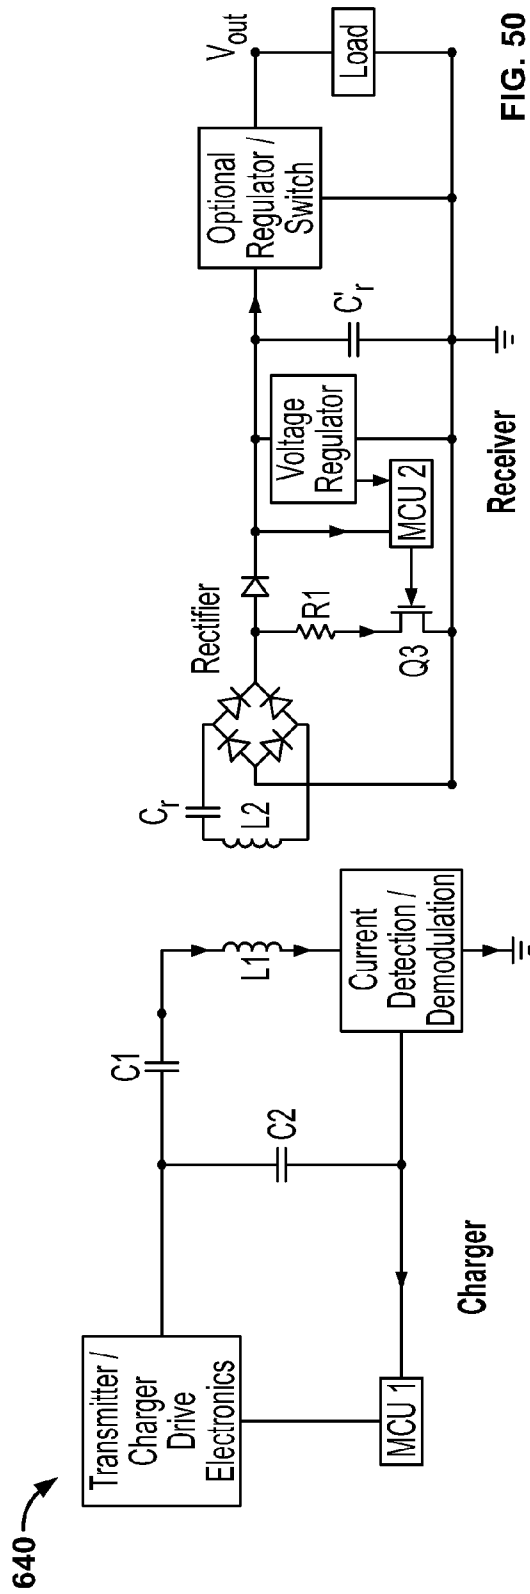 640
Transmitter /
Charger
Drive
Electronics
MCU 1
C1
C2
L1
Current
Detection /
Demodulation
Charger
Cr
L2
Rectifier
R1
Q3
Voltage
Regulator
MCU 2
C'r
Optional
Regulator /
Switch
Vout
Load
Receiver
FIG. 50